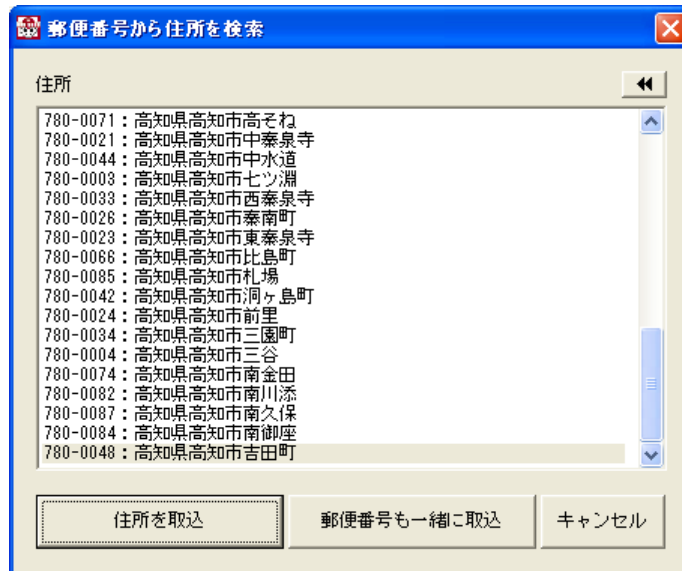 郵便番号から住所を検索
住所
780-0071：高知県高知市高そね
780-0021：高知県高知市中秦泉寺
780-0044：高知県高知市中水道
780-0003：高知県高知市七ツ淵
780-0033：高知県高知市西秦泉寺
780-0026：高知県高知市秦南町
780-0023：高知県高知市東秦泉寺
780-0066：高知県高知市比島町
780-0085：高知県高知市札場
780-0042：高知県高知市洞ヶ島町
780-0024：高知県高知市前里
780-0034：高知県高知市三園町
780-0004：高知県高知市三谷
780-0074：高知県高知市南金田
780-0082：高知県高知市南川添
780-0087：高知県高知市南久保
780-0084：高知県高知市南御座
780-0048：高知県高知市吉田町
住所を取込 郵便番号も一緒に取込 キャンセル